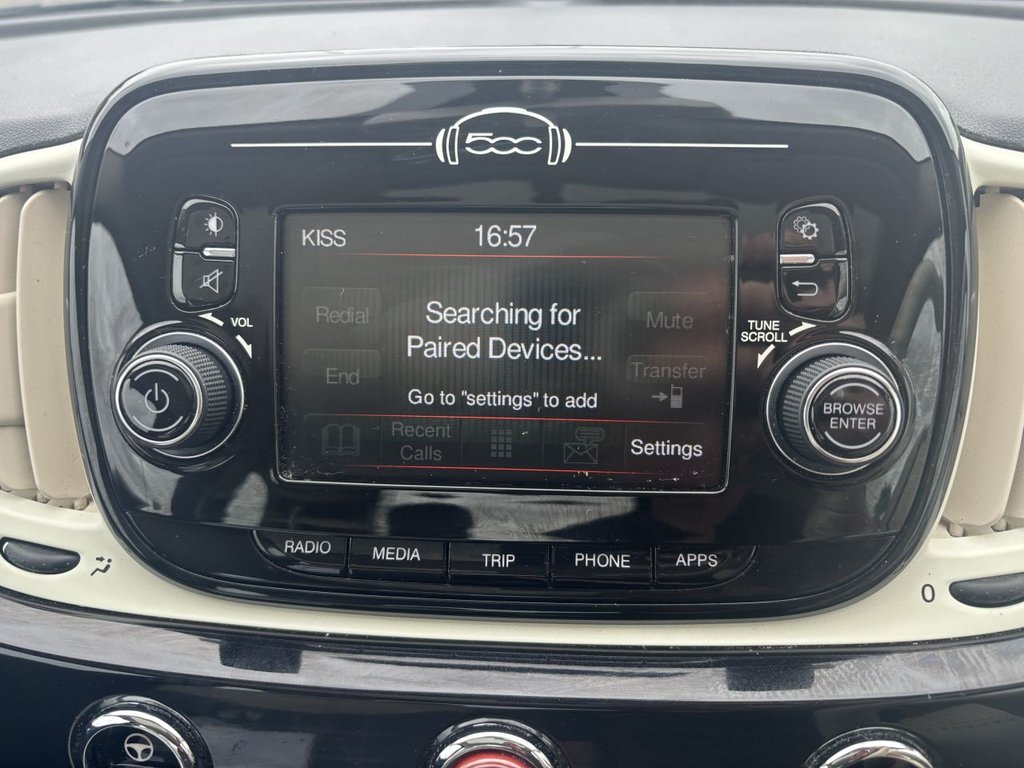 500
KISS 16:57
VOL
TUNE
SCROLL
Redial
Searching for
Paired Devices...
Mute
End
Transfer
Go to "settings" to add
Recent
Calls
Settings
BROWSE
ENTER
RADIO MEDIA TRIP PHONE APPS
0